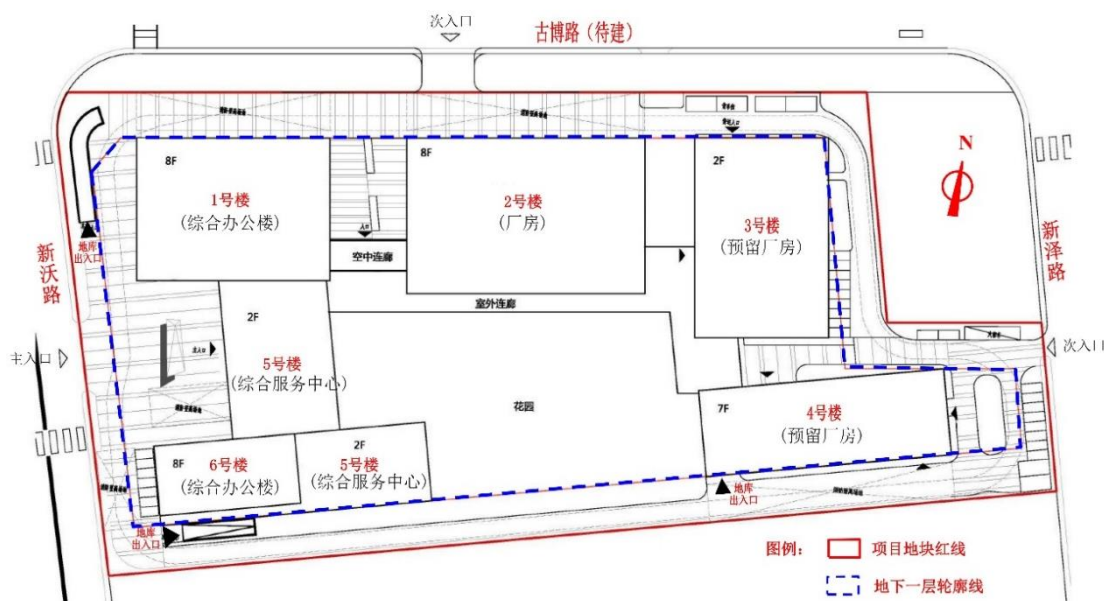 次入口
古博路（待建）
8F
1号楼
(综合办公楼)
8F
2号楼
(厂房)
2F
3号楼
(预留厂房)
N
地库
出入口
新沃路
新泽路
空中连廊
室外连廊
主入口
2F
5号楼
(综合服务中心)
次入口
花园
7F
4号楼
(预留厂房)
8F
6号楼
(综合办公楼)
2F
5号楼
(综合服务中心)
地库
出入口
地库
出入口
图例：
项目地块红线
地下一层轮廓线